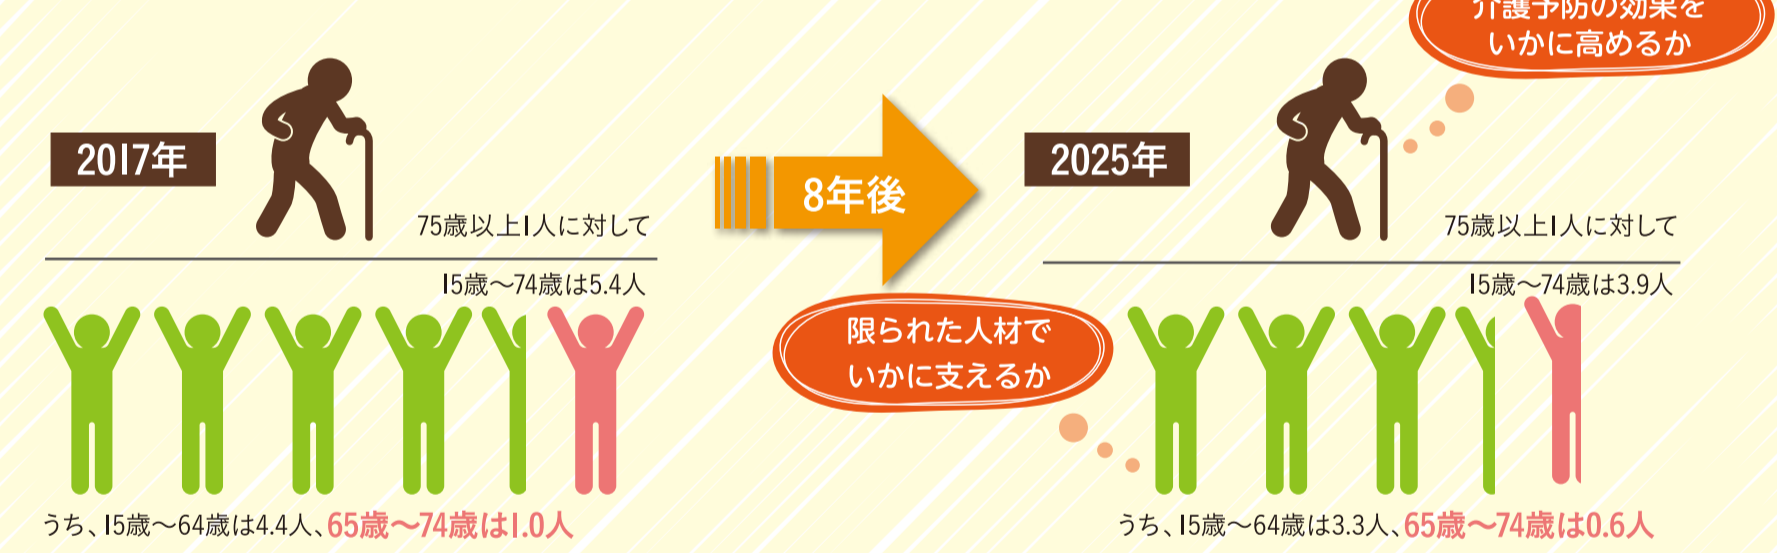 介護予防の効果を
いかに高めるか
2017年
75歳以上1人に対して
15歳～74歳は5.4人
うち、15歳～64歳は4.4人、65歳～74歳は1.0人
8年後
限られた人材で
いかに支えるか
2025年
75歳以上1人に対して
15歳～74歳は3.9人
うち、15歳～64歳は3.3人、65歳～74歳は0.6人